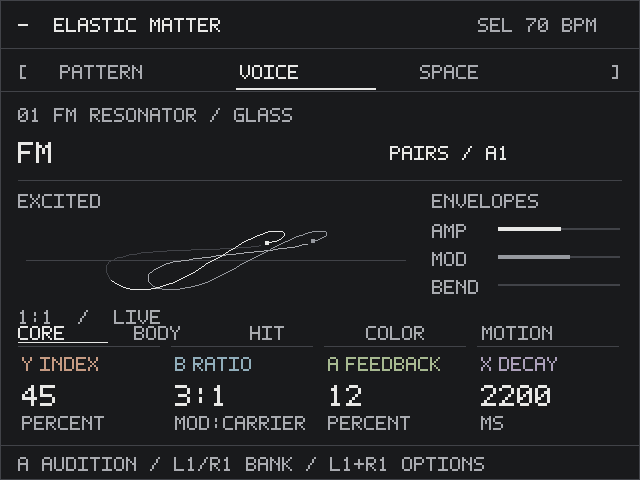 — ELASTIC MATTER SEL 70 BPM
[ PATTERN VOICE SPACE ]
01 FM RESONATOR / GLASS
FM PAIRS / A1
EXCITED ENVELOPES
AMP
MOD
BEND
1:1 / LIVE
CORE BODY HIT COLOR MOTION
Y INDEX B RATIO A FEEDBACK X DECAY
45 3:1 12 2200
PERCENT MOD:CARRIER PERCENT MS
A AUDITION / L1/R1 BANK / L1+R1 OPTIONS